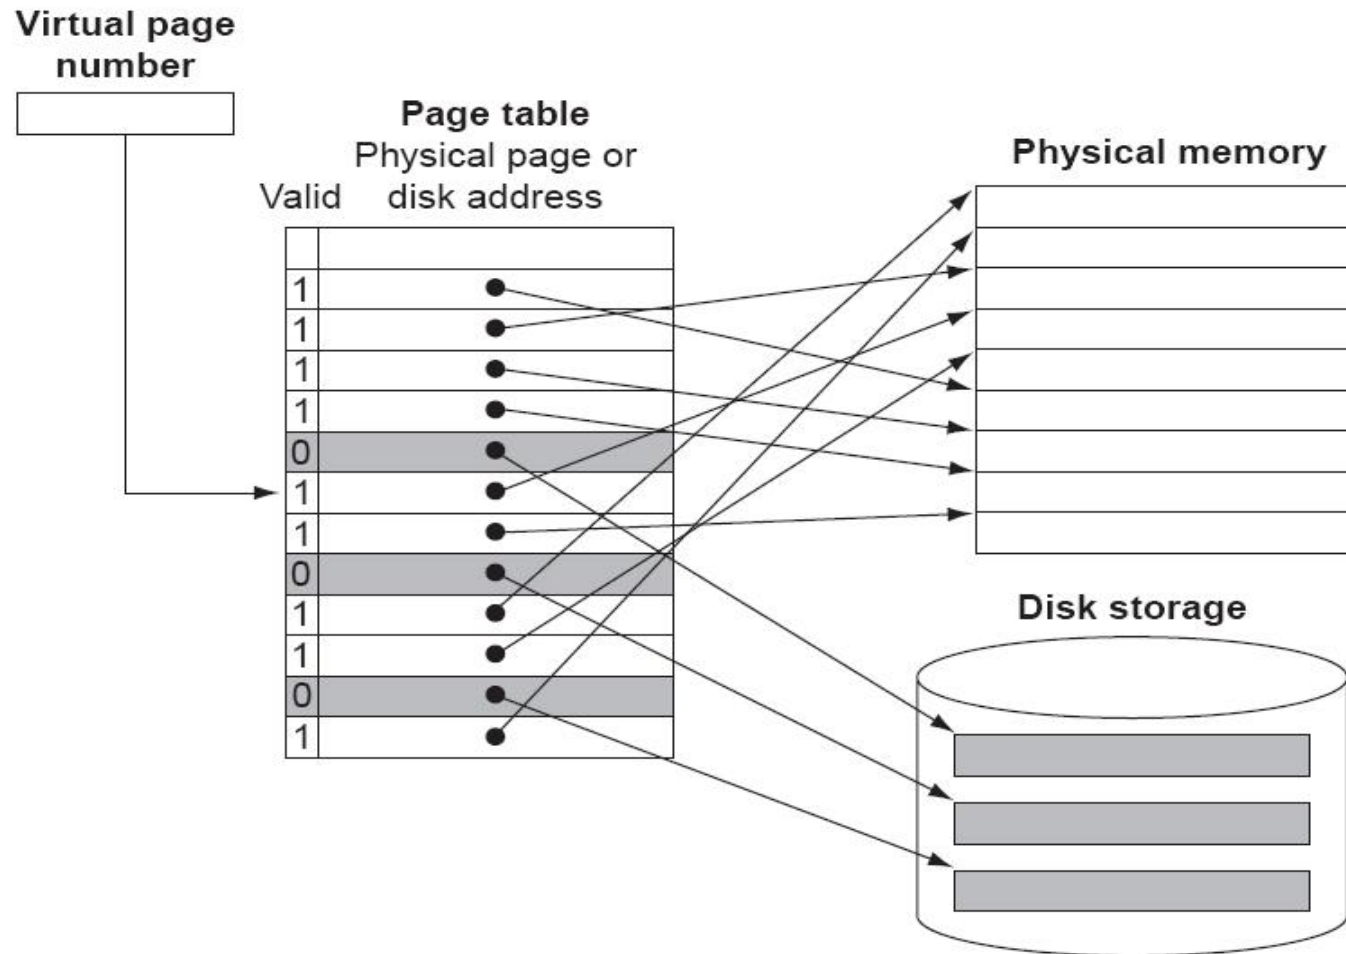 Virtual page
number
Page table
Physical page or
Valid disk address
Physical memory
1
1
1
1
0
1
1
0
1
1
0
1
Disk storage